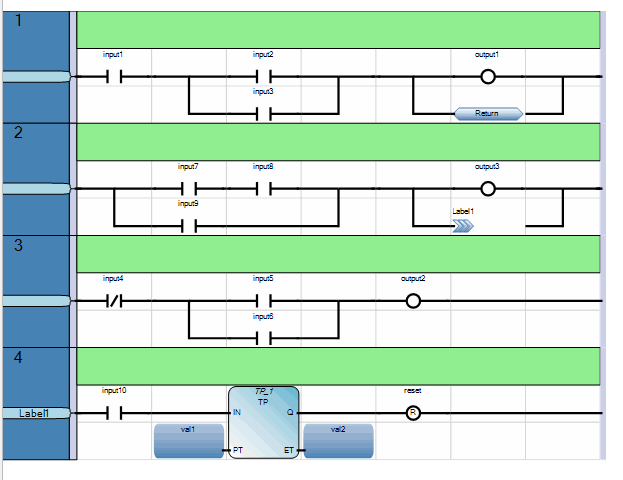 1
input1 input2 output1
input3
Return
2
input7 input8 output3
input9
Label1
3
input4 input5 output2
input6
4
input10 TP_1 reset
TP
Label1 IN Q R
val1 val2
PT ET